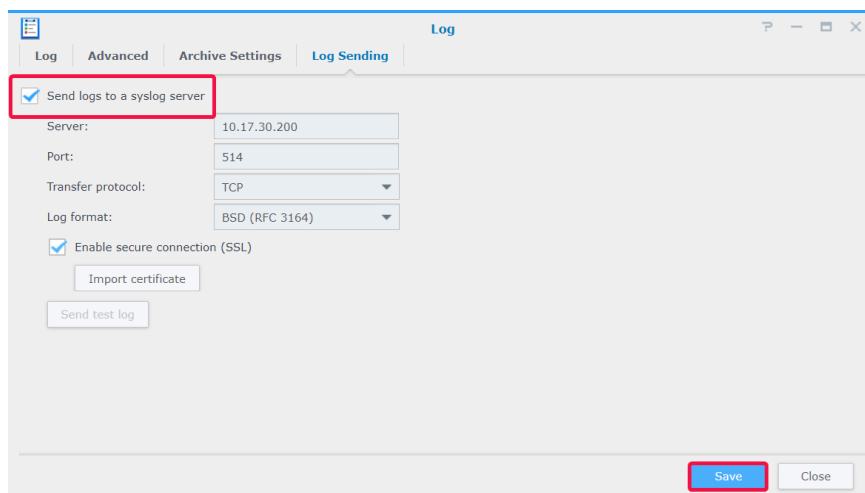 Log
Log Advanced Archive Settings Log Sending
Send logs to a syslog server
Server: 10.17.30.200
Port: 514
Transfer protocol: TCP
Log format: BSD (RFC 3164)
Enable secure connection (SSL)
Import certificate
Send test log
Save Close